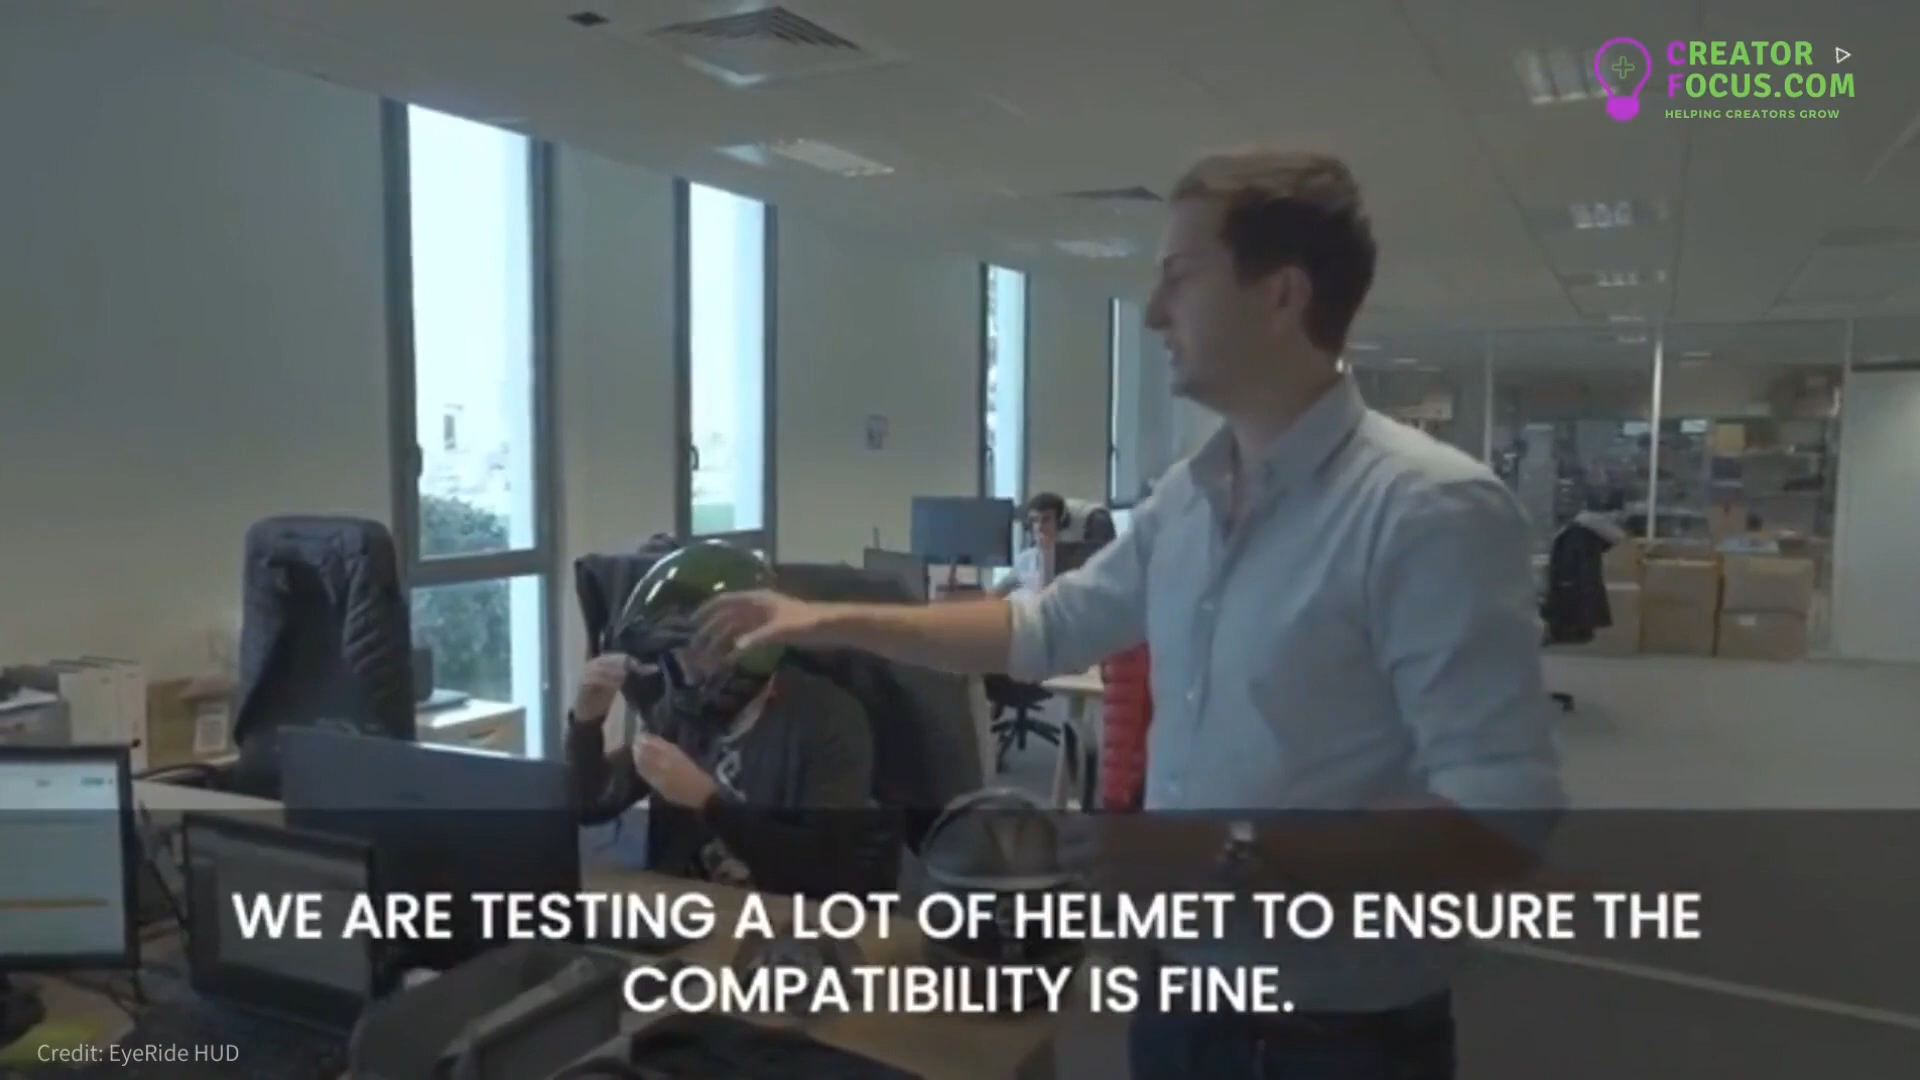 CREATOR
FOCUS.COM
HELPING CREATORS GROW
WE ARE TESTING A LOT OF HELMET TO ENSURE THE
COMPATIBILITY IS FINE.
Credit: EyeRide HUD